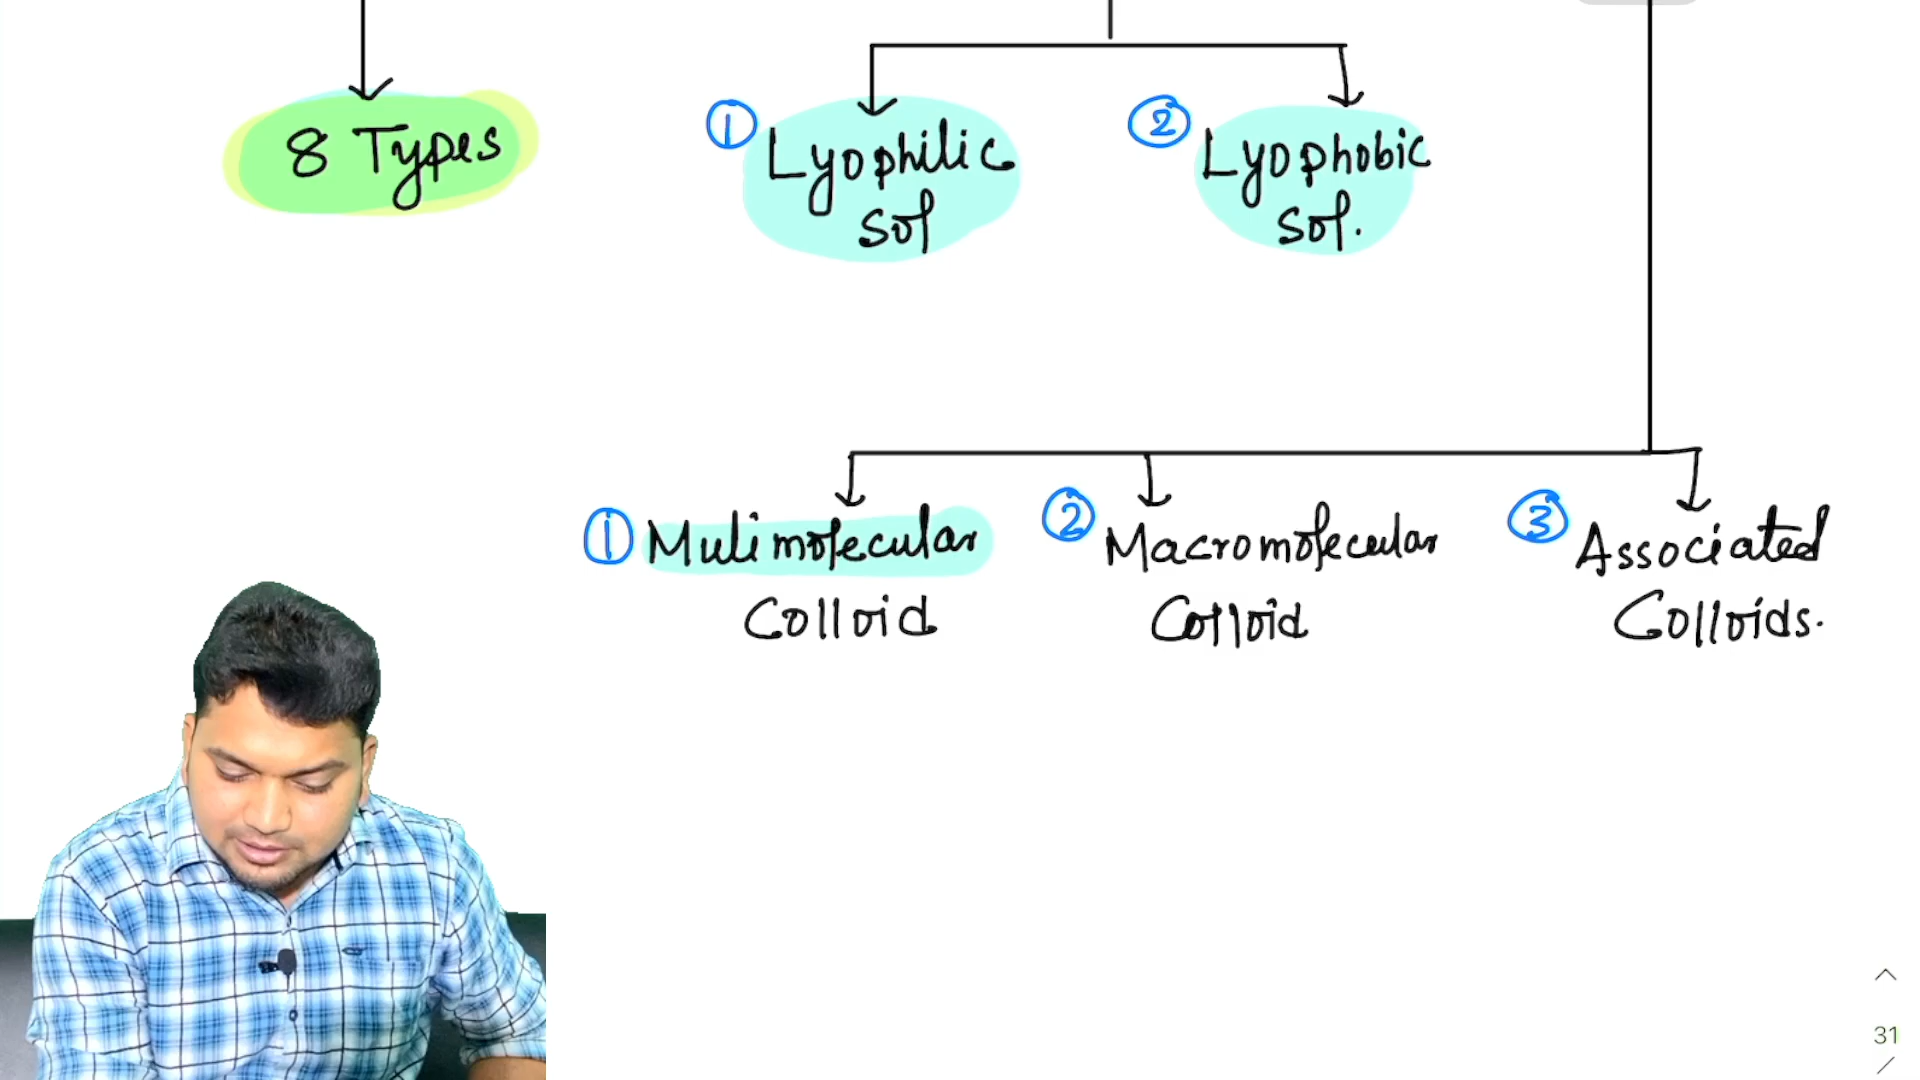 8 Types
① Lyophilic
Sol
② Lyophobic
Sol.
① Mulimolecular
Colloid
② Macromolecular
Colloid
③ Associated
Colloids.
31